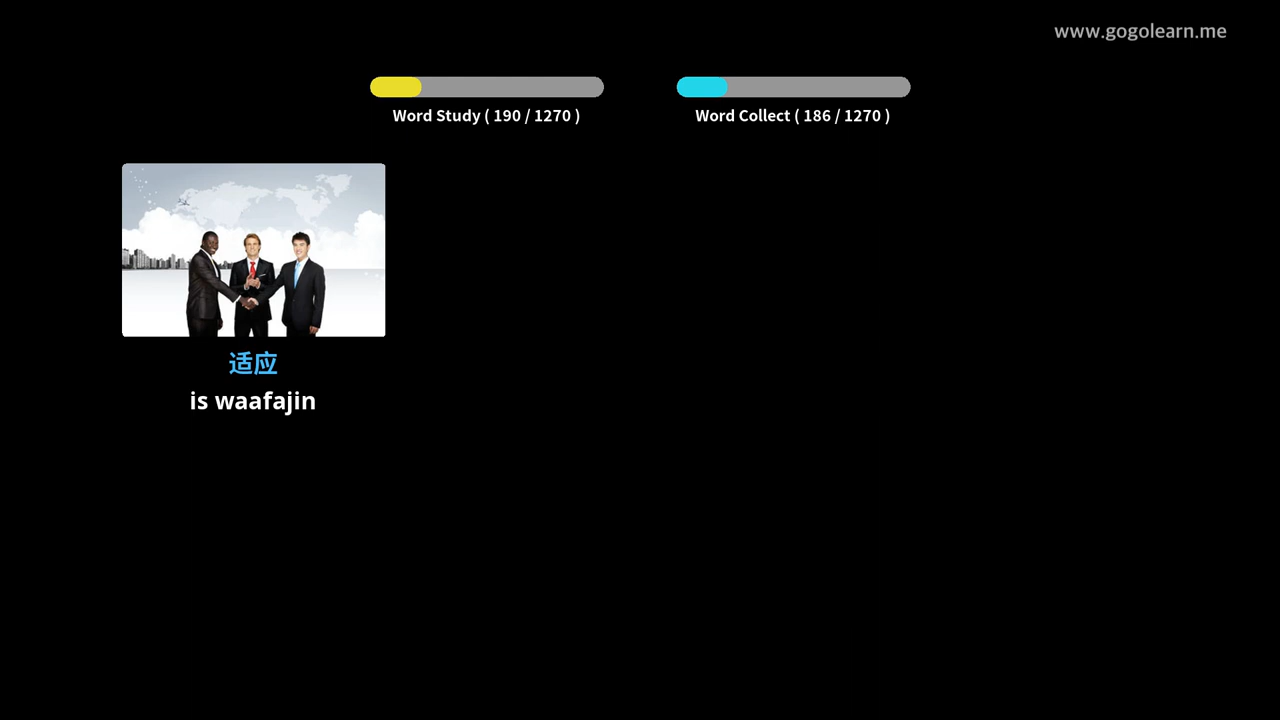 www.gogolearn.me
Word Study ( 190 / 1270 )
Word Collect ( 186 / 1270 )
适应
is waafajin